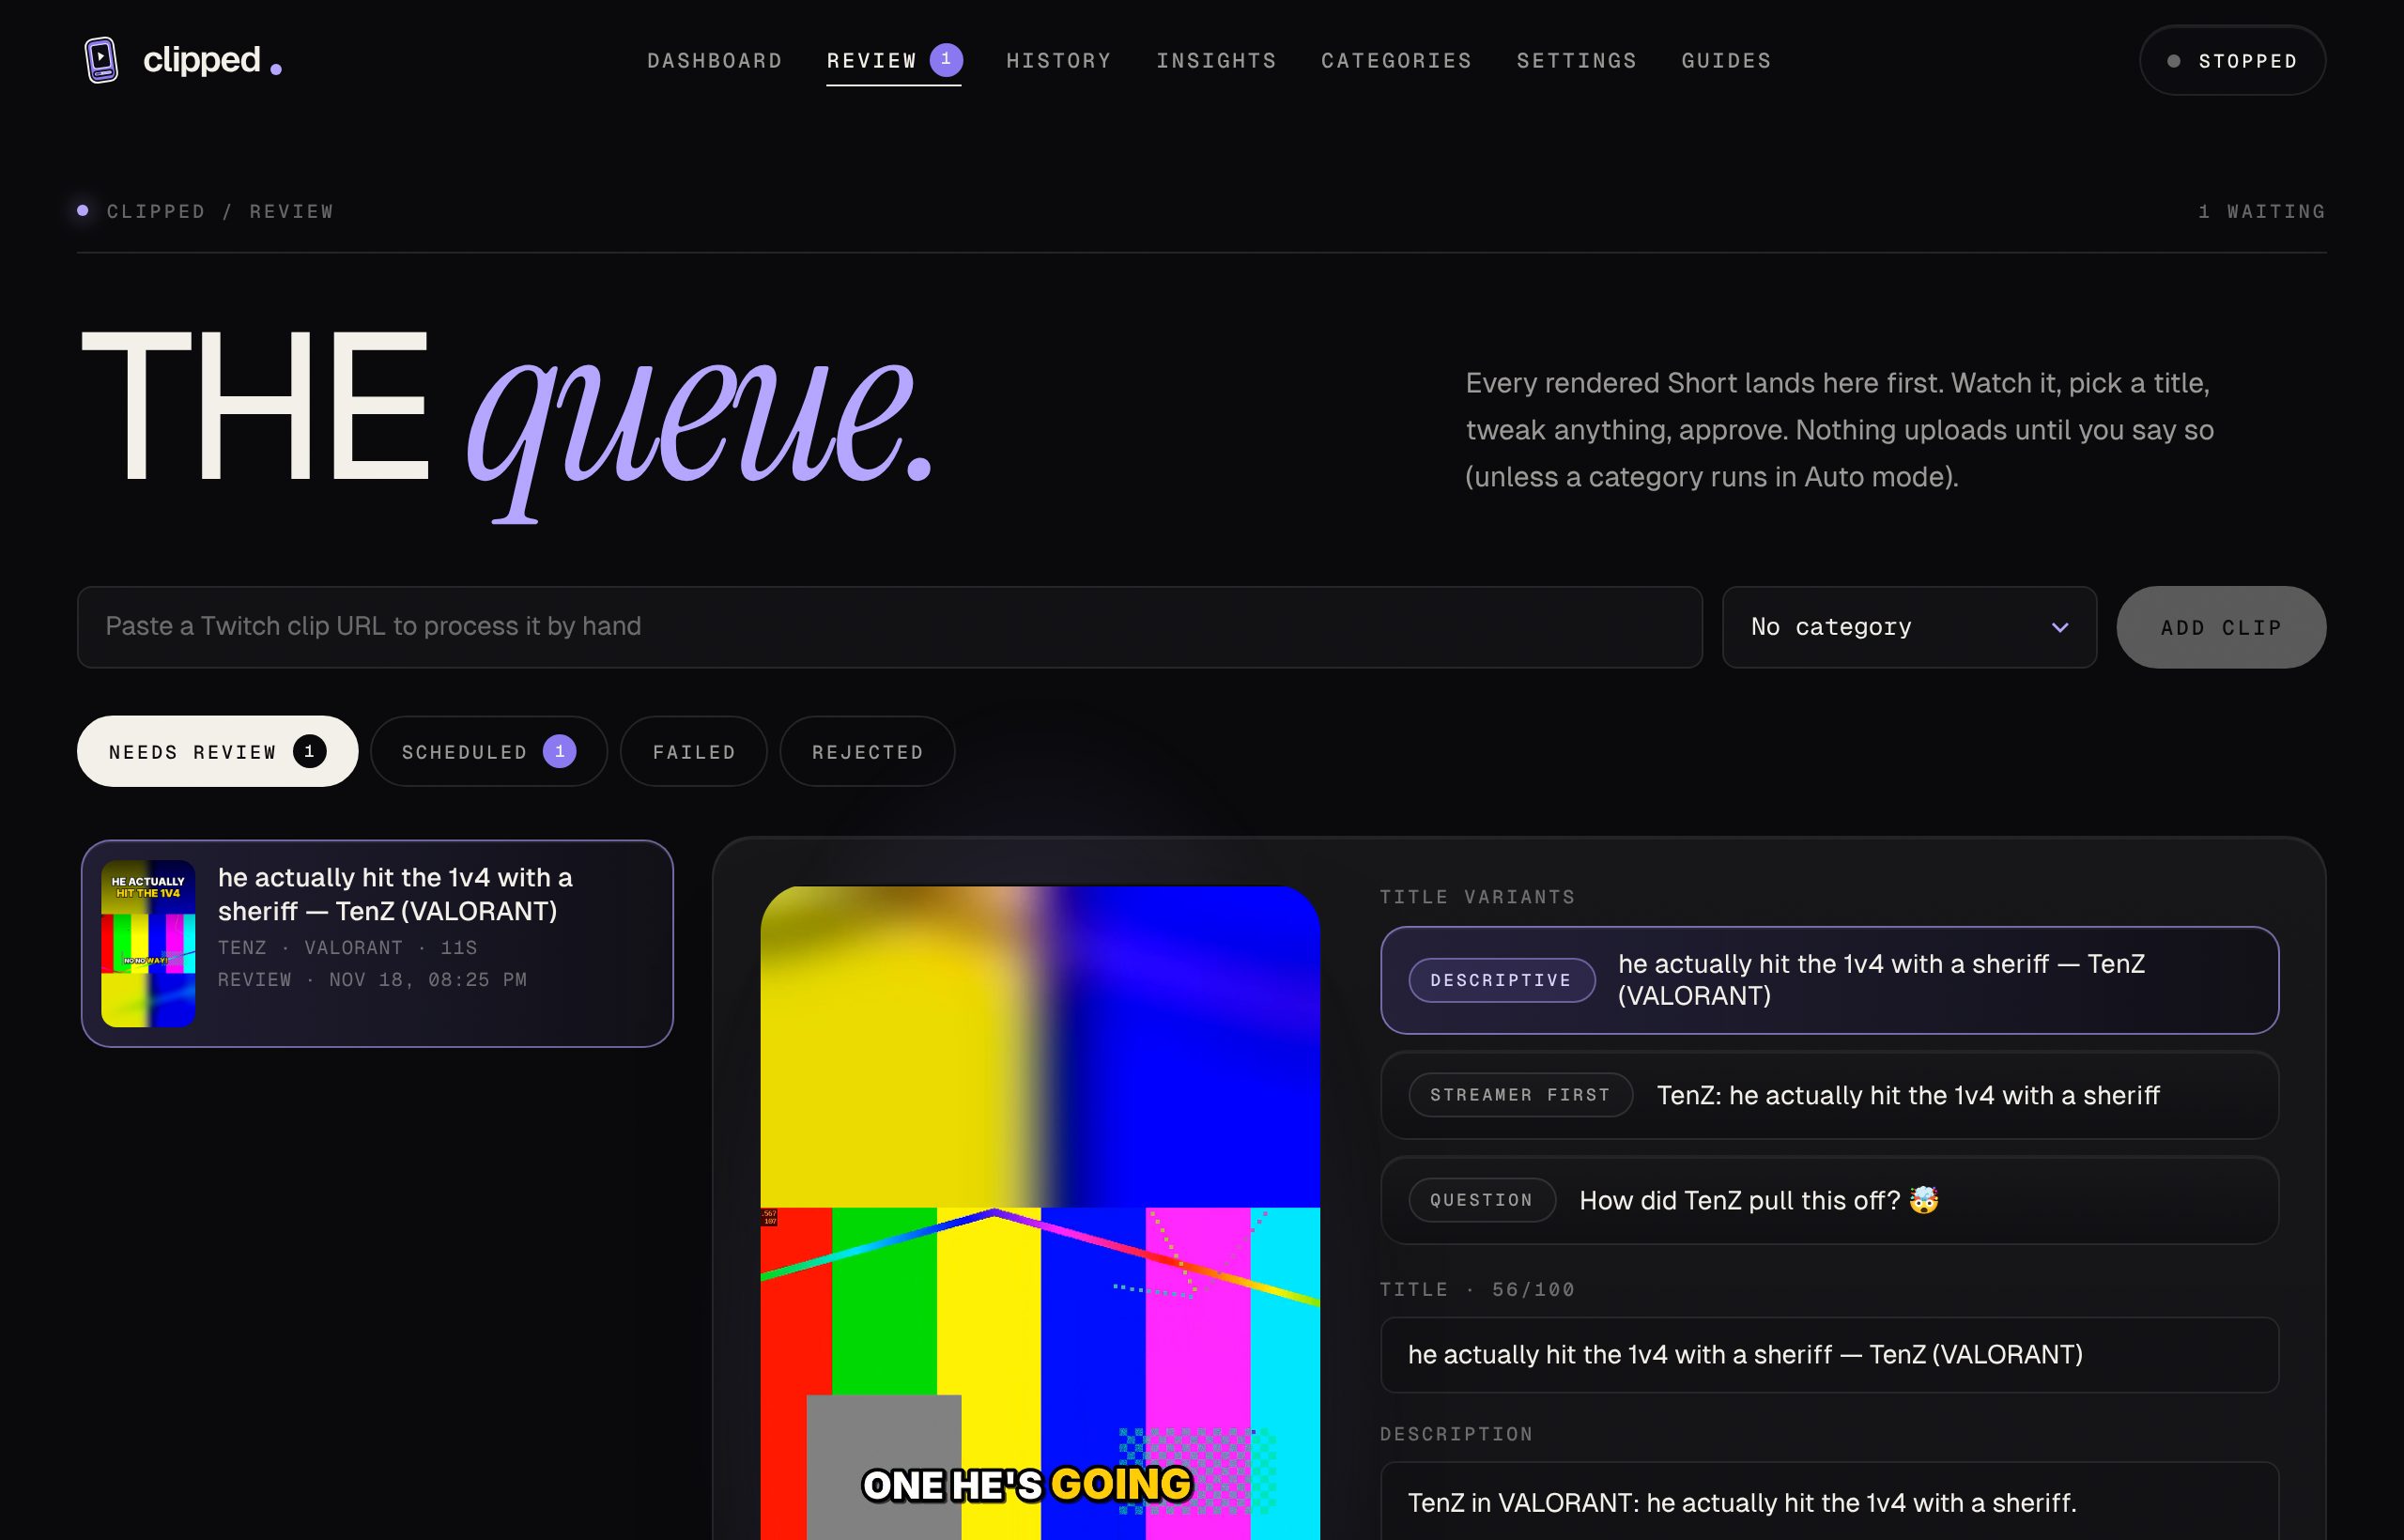 clipped.
DASHBOARD
REVIEW 1
HISTORY
INSIGHTS
CATEGORIES
SETTINGS
GUIDES
STOPPED
CLIPPED / REVIEW
1 WAITING
THE queue.
Every rendered Short lands here first. Watch it, pick a title,
tweak anything, approve. Nothing uploads until you say so
(unless a category runs in Auto mode).
Paste a Twitch clip URL to process it by hand
No category
ADD CLIP
NEEDS REVIEW 1
SCHEDULED 1
FAILED
REJECTED
HE ACTUALLY
HIT THE 1V4
NO NO WAY!
he actually hit the 1v4 with a
sheriff — TenZ (VALORANT)
TENZ · VALORANT · 11S
REVIEW · NOV 18, 08:25 PM
.567
107
ONE HE'S GOING
TITLE VARIANTS
DESCRIPTIVE
he actually hit the 1v4 with a sheriff — TenZ
(VALORANT)
STREAMER FIRST
TenZ: he actually hit the 1v4 with a sheriff
QUESTION
How did TenZ pull this off? 🤯
TITLE · 56/100
he actually hit the 1v4 with a sheriff — TenZ (VALORANT)
DESCRIPTION
TenZ in VALORANT: he actually hit the 1v4 with a sheriff.